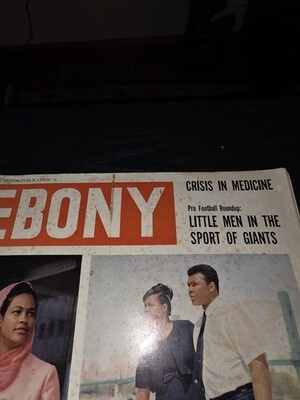 EBONY
CRISIS IN MEDICINE
Pro Football Roundup:
LITTLE MEN IN THE
SPORT OF GIANTS